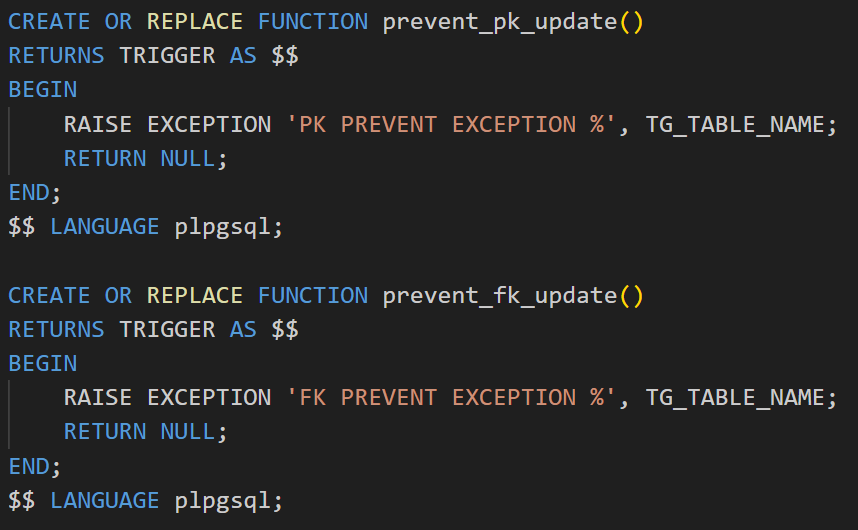 CREATE OR REPLACE FUNCTION prevent_pk_update()
RETURNS TRIGGER AS $$
BEGIN
    RAISE EXCEPTION 'PK PREVENT EXCEPTION %', TG_TABLE_NAME;
    RETURN NULL;
END;
$$ LANGUAGE plpgsql;

CREATE OR REPLACE FUNCTION prevent_fk_update()
RETURNS TRIGGER AS $$
BEGIN
    RAISE EXCEPTION 'FK PREVENT EXCEPTION %', TG_TABLE_NAME;
    RETURN NULL;
END;
$$ LANGUAGE plpgsql;